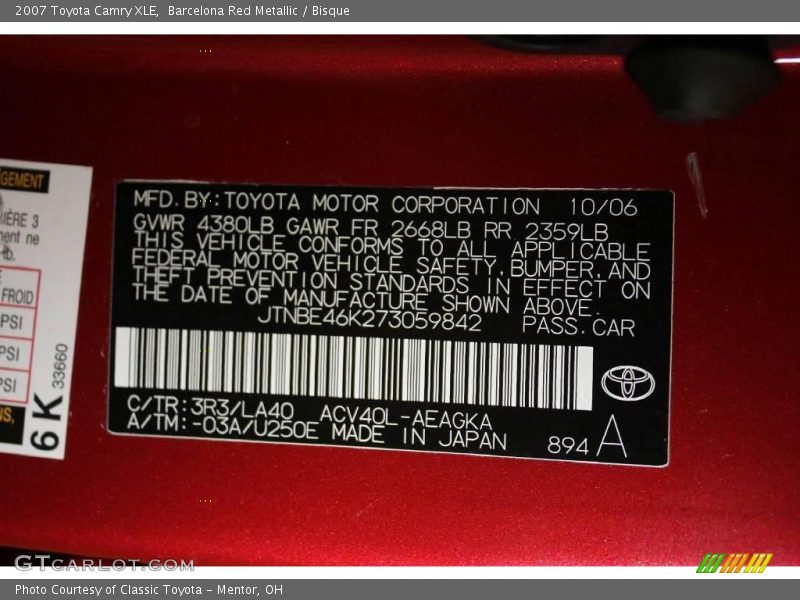 2007 Toyota Camry XLE, Barcelona Red Metallic / Bisque
GEMENT
IÈRE 3
ent ne
lb.
FROID
PSI
PSI
PSI
NS,
6K
33660
MFD. BY: TOYOTA MOTOR CORPORATION 10/06
GVWR 4380LB GAWR FR 2668LB RR 2359LB
THIS VEHICLE CONFORMS TO ALL APPLICABLE
FEDERAL MOTOR VEHICLE SAFETY, BUMPER, AND
THEFT PREVENTION STANDARDS IN EFFECT ON
THE DATE OF MANUFACTURE SHOWN ABOVE.
JTNBE46K273059842 PASS. CAR
C/TR: 3R3/LA40 ACV40L-AEAGKA
A/TM: -03A/U250E MADE IN JAPAN
894 A
GTCARLOT.COM
Photo Courtesy of Classic Toyota - Mentor, OH